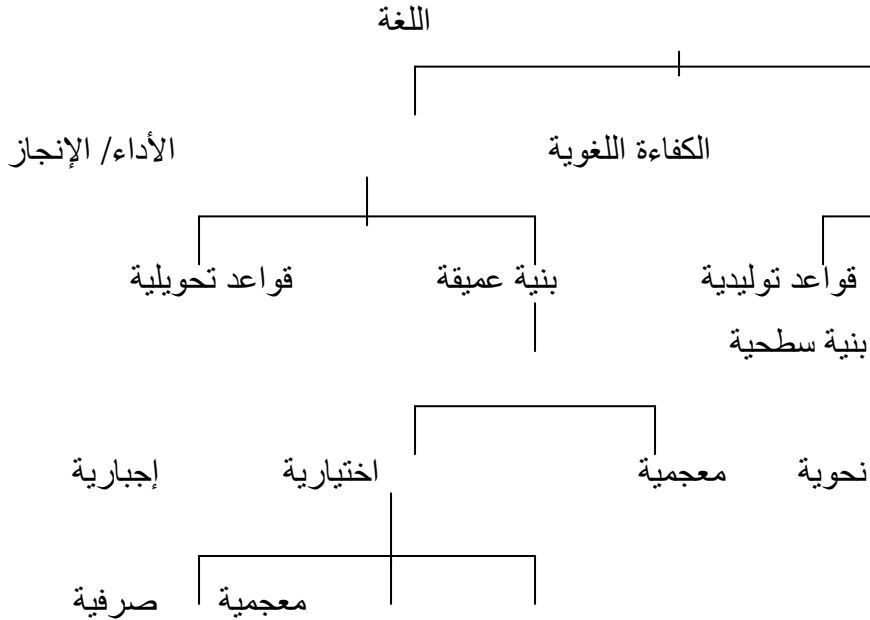 اللغة
الكفاءة اللغوية الأداء/ الإنجاز
قواعد توليدية بنية عميقة قواعد تحويلية
بنية سطحية
نحوية معجمية اختيارية إجبارية
معجمية صرفية